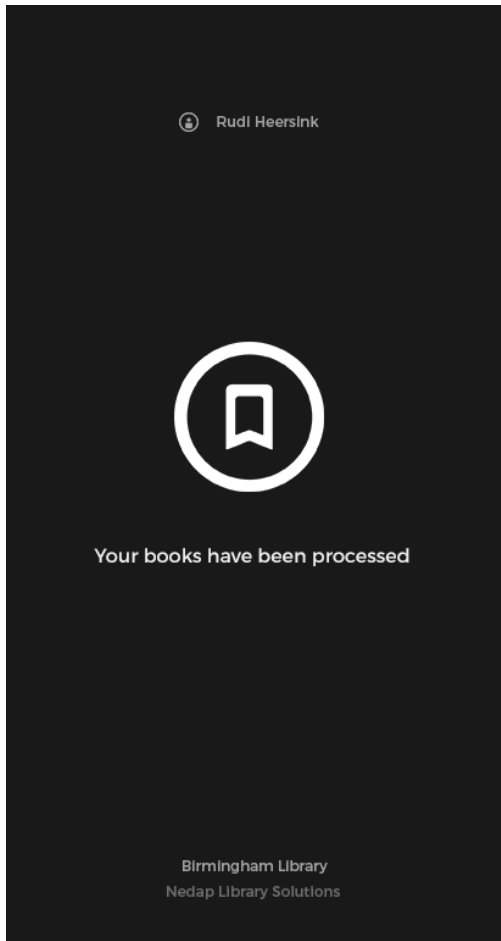 Rudi Heersink
Your books have been processed
Birmingham Library
Nedap Library Solutions